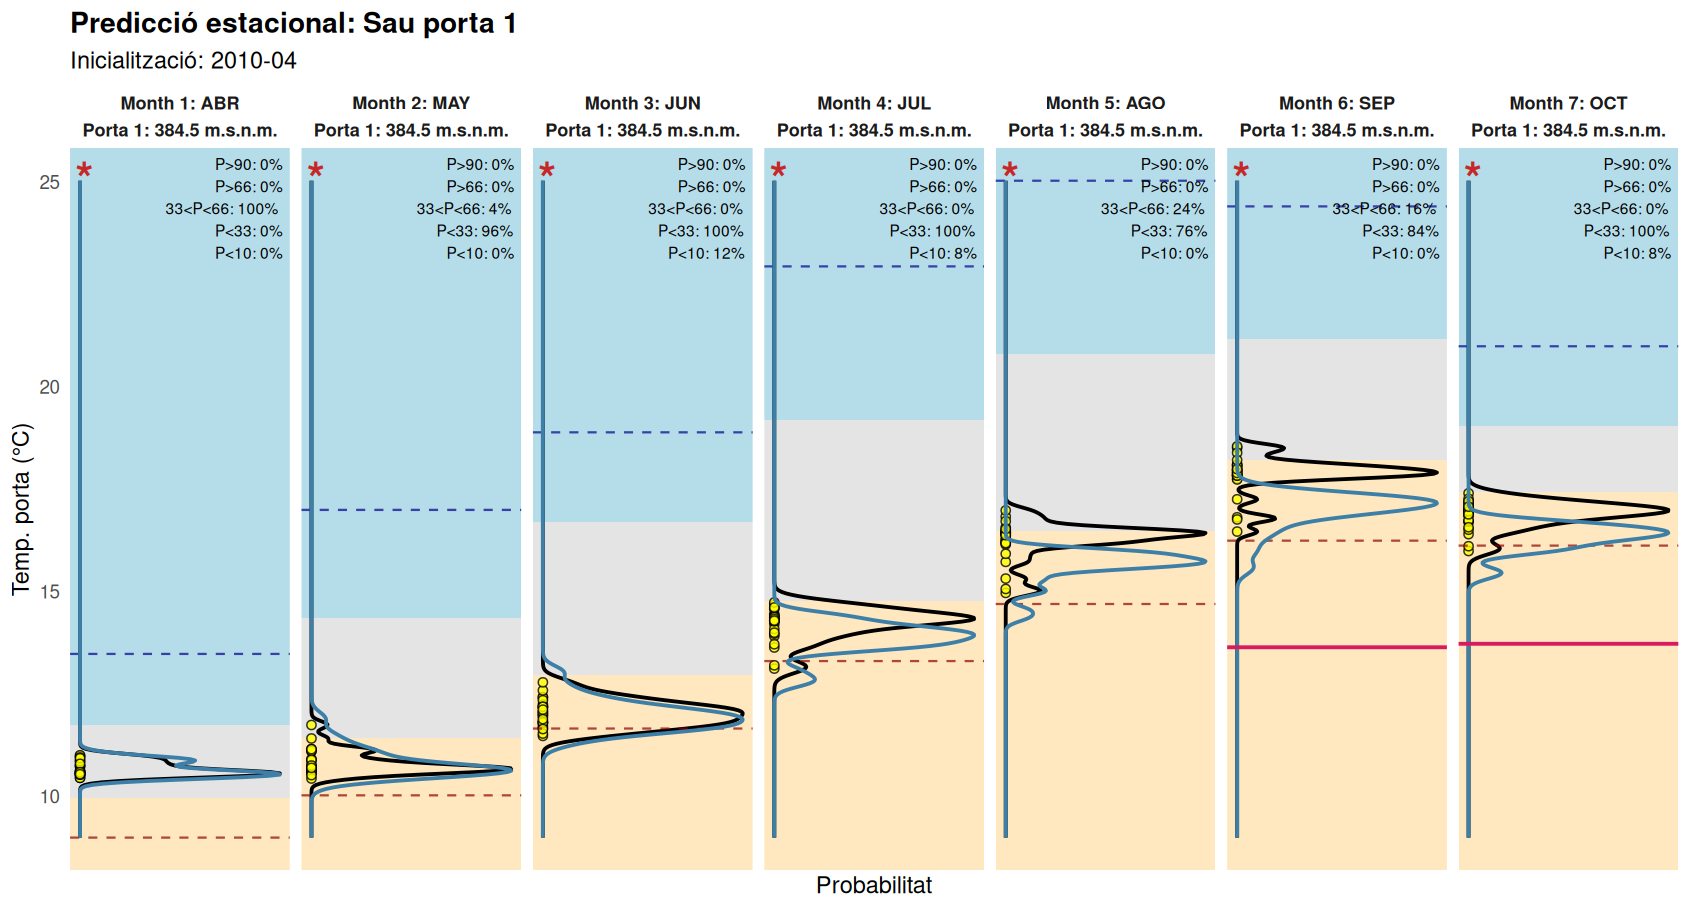 Predicció estacional: Sau porta 1
Inicialització: 2010-04
Month 1: ABR
Porta 1: 384.5 m.s.n.m.
Month 2: MAY
Porta 1: 384.5 m.s.n.m.
Month 3: JUN
Porta 1: 384.5 m.s.n.m.
Month 4: JUL
Porta 1: 384.5 m.s.n.m.
Month 5: AGO
Porta 1: 384.5 m.s.n.m.
Month 6: SEP
Porta 1: 384.5 m.s.n.m.
Month 7: OCT
Porta 1: 384.5 m.s.n.m.
*
P>90: 0%
P>66: 0%
33<P<66: 100%
P<33: 0%
P<10: 0%
*
P>90: 0%
P>66: 0%
33<P<66: 4%
P<33: 96%
P<10: 0%
*
P>90: 0%
P>66: 0%
33<P<66: 0%
P<33: 100%
P<10: 12%
*
P>90: 0%
P>66: 0%
33<P<66: 0%
P<33: 100%
P<10: 8%
*
P>90: 0%
P>66: 0%
33<P<66: 24%
P<33: 76%
P<10: 0%
*
P>90: 0%
P>66: 0%
33<P<66: 16%
P<33: 84%
P<10: 0%
*
P>90: 0%
P>66: 0%
33<P<66: 0%
P<33: 100%
P<10: 8%
25
20
15
10
Temp. porta (°C)
Probabilitat